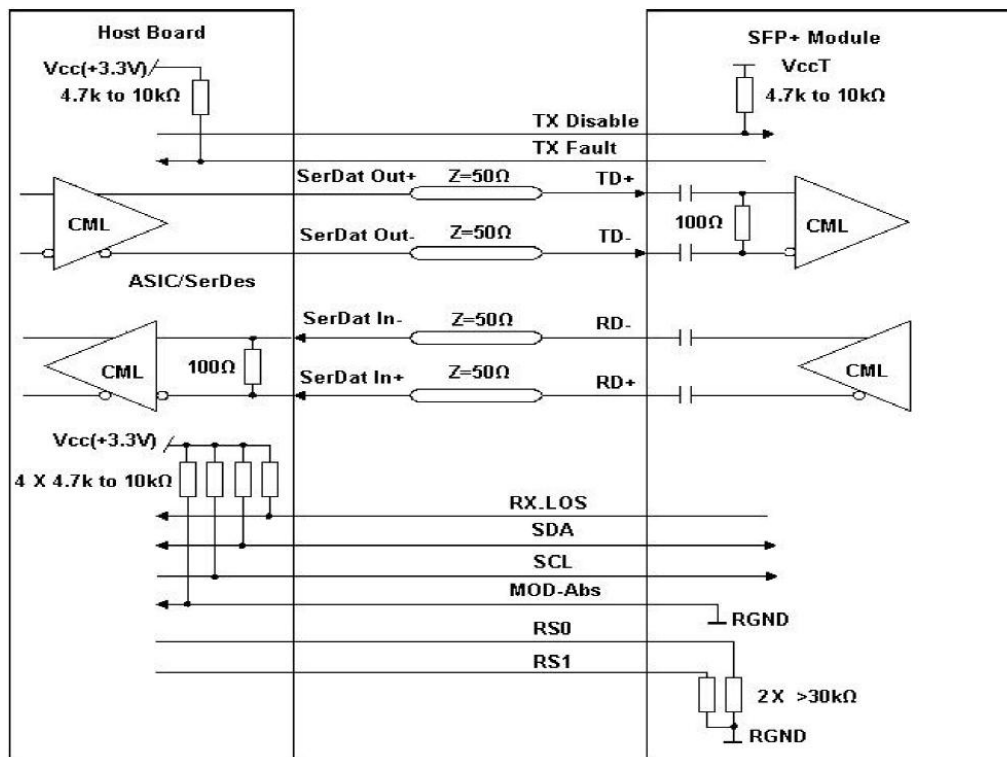 Host Board
SFP+ Module
Vcc(+3.3V)
4.7k to 10kΩ
VccT
4.7k to 10kΩ
TX Disable
TX Fault
SerDat Out+
Z=50Ω
TD+
CML
100Ω
CML
SerDat Out-
Z=50Ω
TD-
ASIC/SerDes
SerDat In-
Z=50Ω
RD-
CML
100Ω
CML
SerDat In+
Z=50Ω
RD+
Vcc(+3.3V)
4 X 4.7k to 10kΩ
RX.LOS
SDA
SCL
MOD-Abs
RGND
RS0
RS1
2 X >30kΩ
RGND